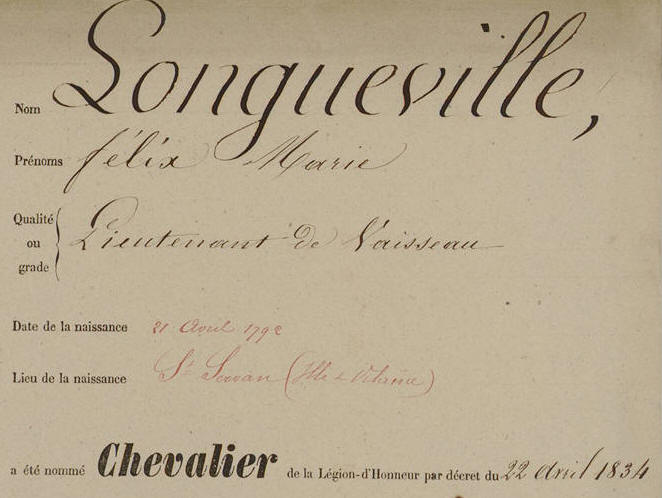 Nom Longueville,
Prénoms félix Marie
Qualité ou grade Lieutenant de Vaisseau
Date de la naissance 21 Avril 1792
Lieu de la naissance St Servan (Ille & Vilaine)
a été nommé Chevalier de la Légion-d'Honneur par décret du 22 avril 1834